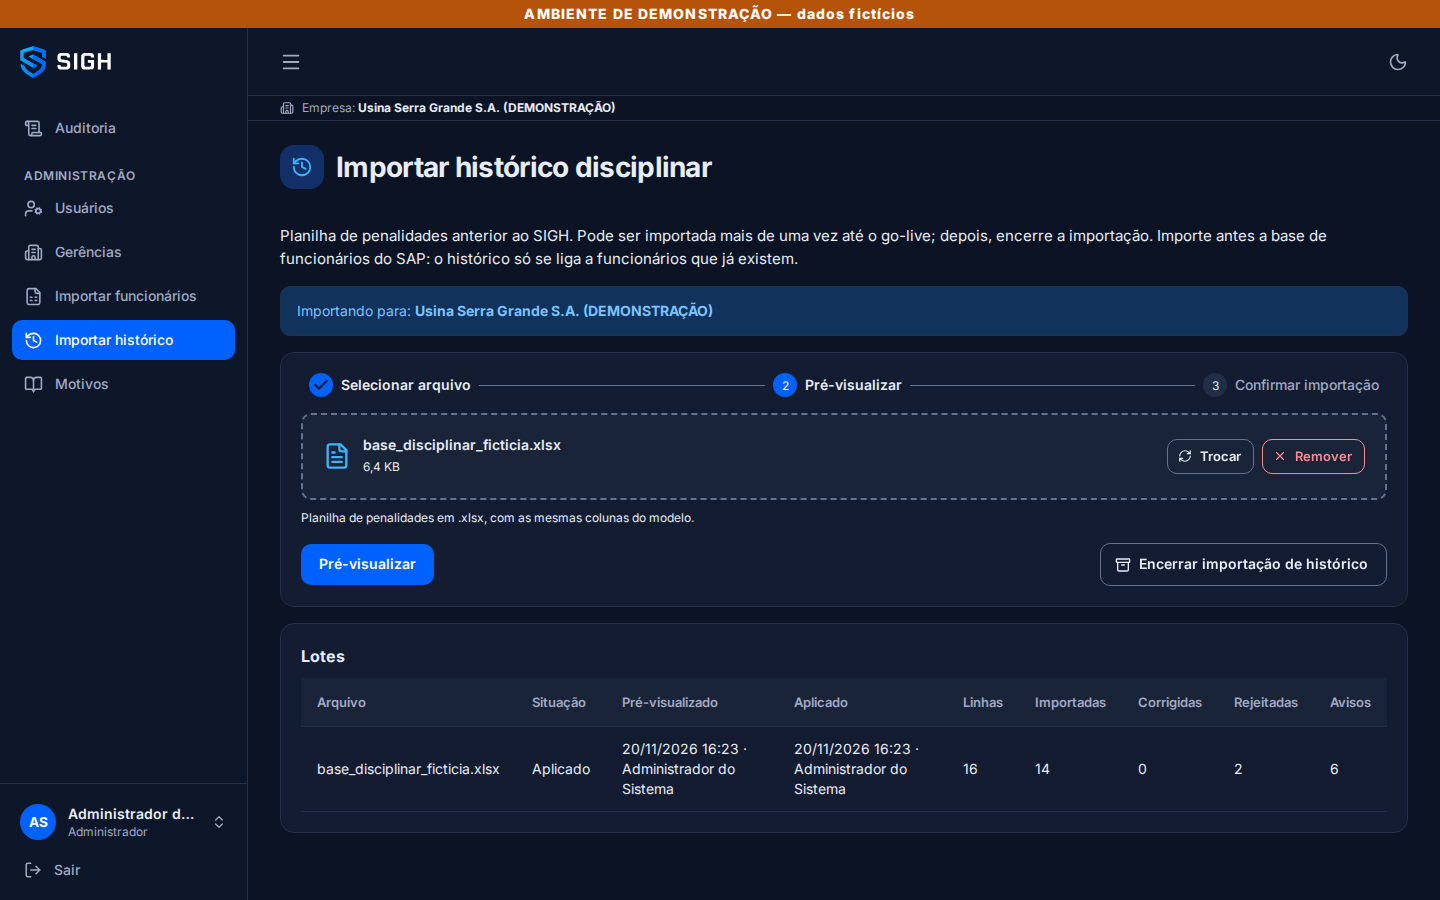 AMBIENTE DE DEMONSTRAÇÃO — dados fictícios
SIGH
Auditoria
ADMINISTRAÇÃO
Usuários
Gerências
Importar funcionários
Importar histórico
Motivos
Administrador d...
AS
Administrador
Sair
Empresa: Usina Serra Grande S.A. (DEMONSTRAÇÃO)
Importar histórico disciplinar
Planilha de penalidades anterior ao SIGH. Pode ser importada mais de uma vez até o go-live; depois, encerre a importação. Importe antes a base de
funcionários do SAP: o histórico só se liga a funcionários que já existem.
Importando para: Usina Serra Grande S.A. (DEMONSTRAÇÃO)
Selecionar arquivo 2 Pré-visualizar 3 Confirmar importação
base_disciplinar_ficticia.xlsx
6,4 KB
Trocar Remover
Planilha de penalidades em .xlsx, com as mesmas colunas do modelo.
Pré-visualizar Encerrar importação de histórico
Lotes
Arquivo Situação Pré-visualizado Aplicado Linhas Importadas Corrigidas Rejeitadas Avisos
20/11/2026 16:23 · 20/11/2026 16:23 ·
base_disciplinar_ficticia.xlsx Aplicado Administrador do Administrador do 16 14 0 2 6
Sistema Sistema